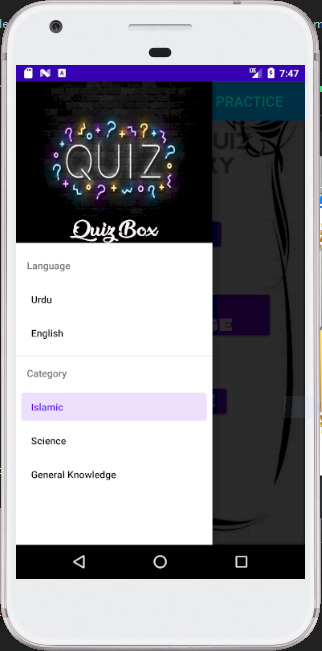 7:47
PRACTICE
QUIZ
Quiz Box
Language
Urdu
English
Category
Islamic
Science
General Knowledge